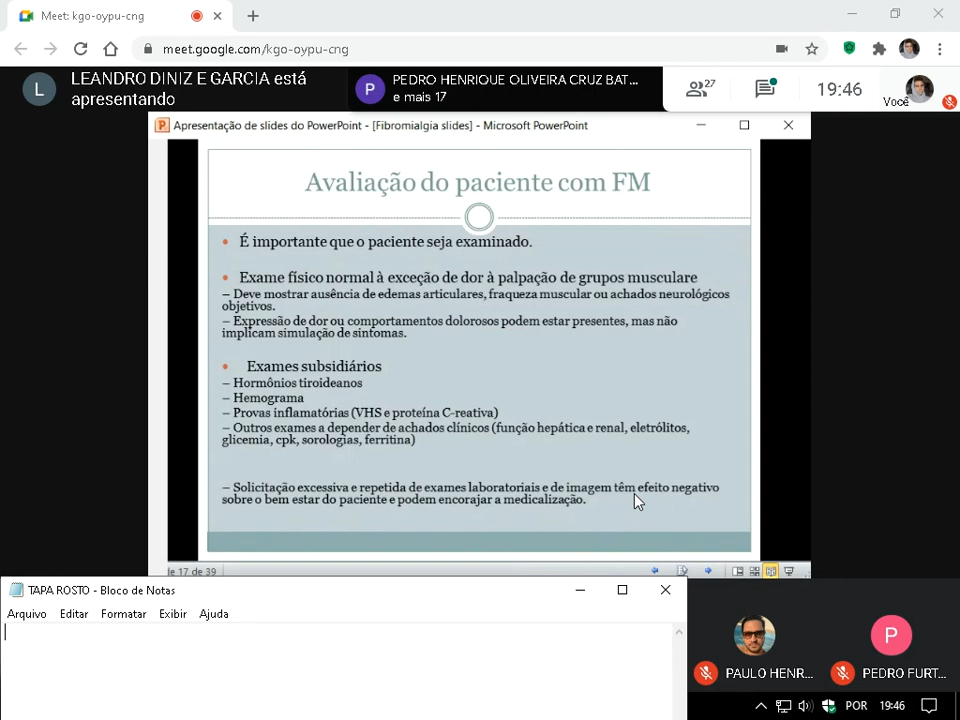 Meet: kgo-oypu-cng
meet.google.com/kgo-oypu-cng
L
LEANDRO DINIZ E GARCIA está
apresentando
P
PEDRO HENRIQUE OLIVEIRA CRUZ BAT...
e mais 17
27
19:46
Você
Apresentação de slides do PowerPoint - [Fibromialgia slides] - Microsoft PowerPoint
Avaliação do paciente com FM
• É importante que o paciente seja examinado.
• Exame físico normal à exceção de dor à palpação de grupos musculare
– Deve mostrar ausência de edemas articulares, fraqueza muscular ou achados neurológicos
objetivos.
– Expressão de dor ou comportamentos dolorosos podem estar presentes, mas não
implicam simulação de sintomas.
• Exames subsidiários
– Hormônios tiroideanos
– Hemograma
– Provas inflamatórias (VHS e proteína C-reativa)
– Outros exames a depender de achados clínicos (função hepática e renal, eletrólitos,
glicemia, cpk, sorologias, ferritina)
– Solicitação excessiva e repetida de exames laboratoriais e de imagem têm efeito negativo
sobre o bem estar do paciente e podem encorajar a medicalização.
de 17 de 39
TAPA ROSTO - Bloco de Notas
Arquivo Editar Formatar Exibir Ajuda
PAULO HENR...
P
PEDRO FURT...
POR 19:46